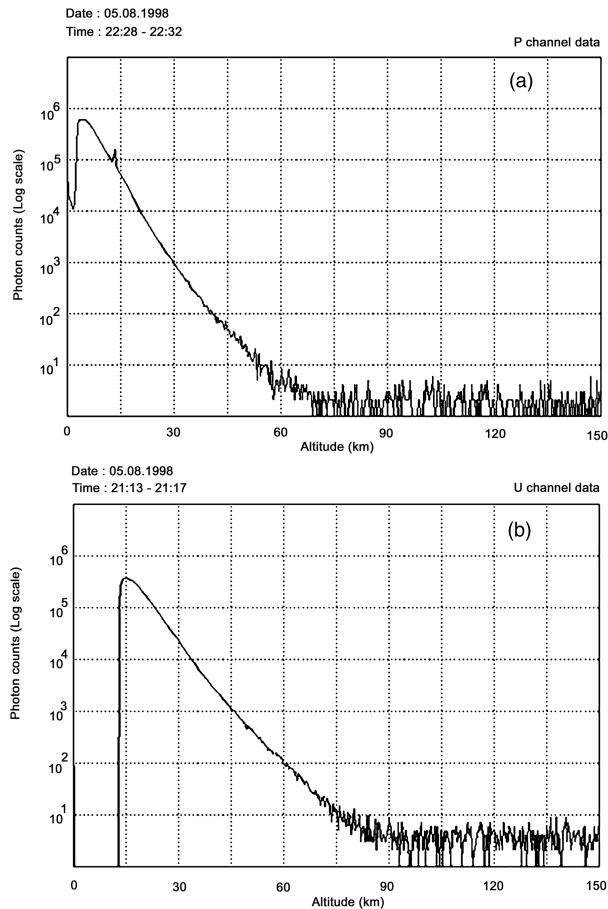 Date : 05.08.1998
Time : 22:28 - 22:32
P channel data
(a)
10^6
10^5
10^4
10^3
10^2
10^1
Photon counts (Log scale)
0 30 60 90 120 150
Altitude (km)
Date : 05.08.1998
Time : 21:13 - 21:17
U channel data
(b)
10^6
10^5
10^4
10^3
10^2
10^1
Photon counts (Log scale)
0 30 60 90 120 150
Altitude (km)